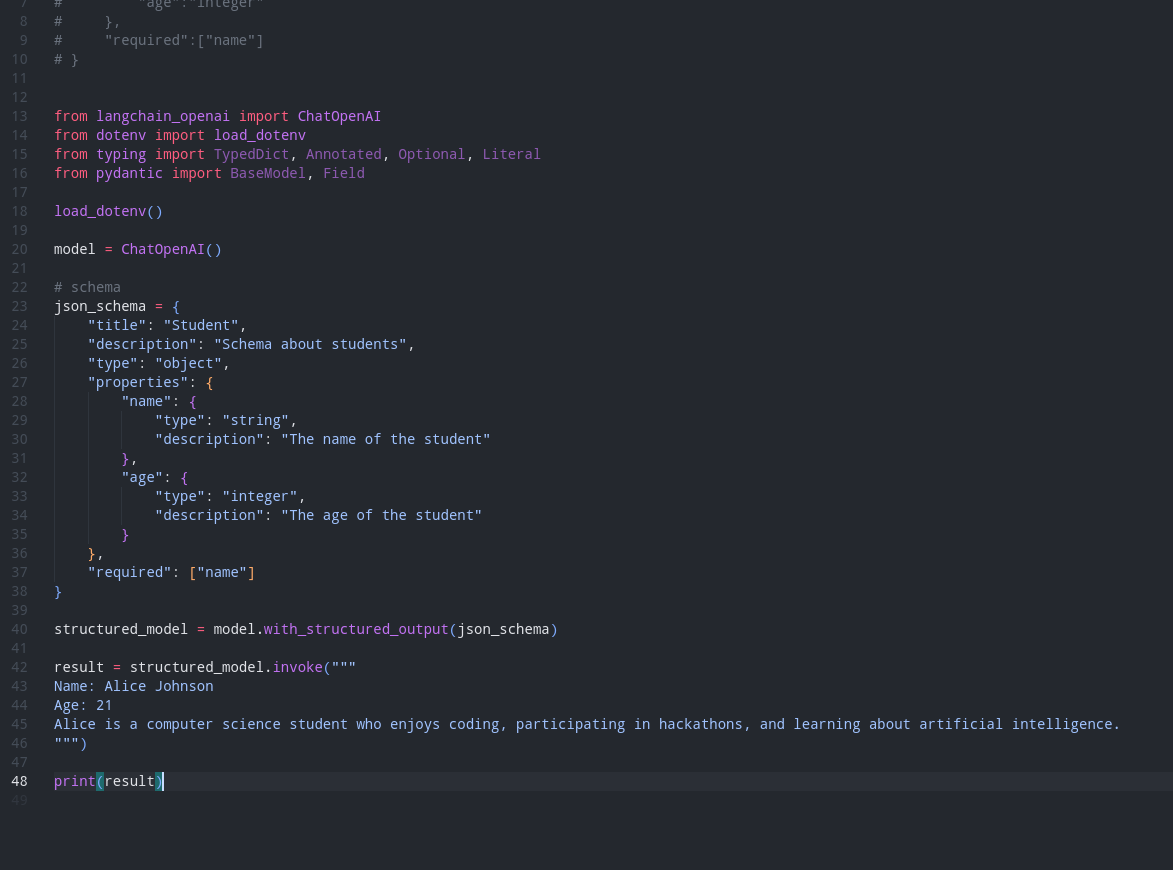 7 # "age":"integer"
8 # },
9 # "required":["name"]
10 # }
11
12
13 from langchain_openai import ChatOpenAI
14 from dotenv import load_dotenv
15 from typing import TypedDict, Annotated, Optional, Literal
16 from pydantic import BaseModel, Field
17
18 load_dotenv()
19
20 model = ChatOpenAI()
21
22 # schema
23 json_schema = {
24 "title": "Student",
25 "description": "Schema about students",
26 "type": "object",
27 "properties": {
28 "name": {
29 "type": "string",
30 "description": "The name of the student"
31 },
32 "age": {
33 "type": "integer",
34 "description": "The age of the student"
35 }
36 },
37 "required": ["name"]
38 }
39
40 structured_model = model.with_structured_output(json_schema)
41
42 result = structured_model.invoke("""
43 Name: Alice Johnson
44 Age: 21
45 Alice is a computer science student who enjoys coding, participating in hackathons, and learning about artificial intelligence.
46 """)
47
48 print(result)
49